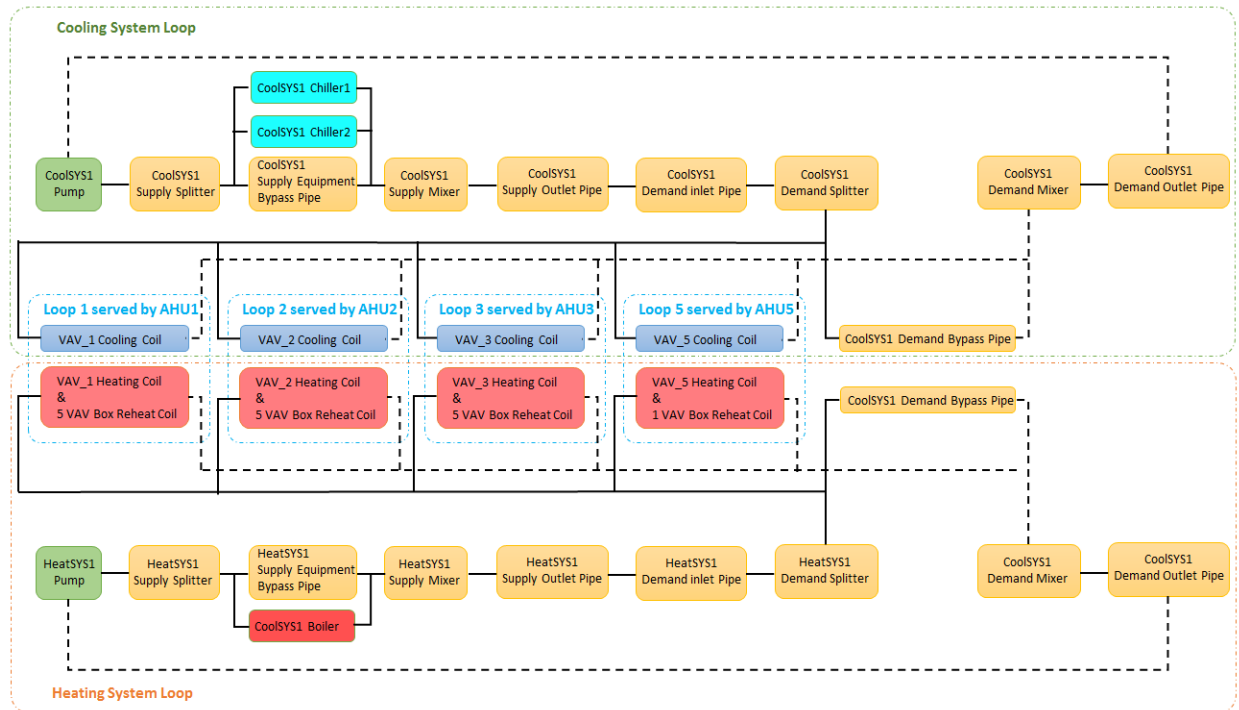 Cooling System Loop
CoolSYS1 Chiller1
CoolSYS1 Chiller2
CoolSYS1
Pump
CoolSYS1
Supply Splitter
CoolSYS1
Supply Equipment
Bypass Pipe
CoolSYS1
Supply Mixer
CoolSYS1
Supply Outlet Pipe
CoolSYS1
Demand inlet Pipe
CoolSYS1
Demand Splitter
CoolSYS1
Demand Mixer
CoolSYS1
Demand Outlet Pipe
Loop 1 served by AHU1
Loop 2 served by AHU2
Loop 3 served by AHU3
Loop 5 served by AHU5
VAV_1 Cooling Coil
VAV_2 Cooling Coil
VAV_3 Cooling Coil
VAV_5 Cooling Coil
CoolSYS1 Demand Bypass Pipe
VAV_1 Heating Coil
&
5 VAV Box Reheat Coil
VAV_2 Heating Coil
&
5 VAV Box Reheat Coil
VAV_3 Heating Coil
&
5 VAV Box Reheat Coil
VAV_5 Heating Coil
&
1 VAV Box Reheat Coil
CoolSYS1 Demand Bypass Pipe
HeatSYS1
Pump
HeatSYS1
Supply Splitter
HeatSYS1
Supply Equipment
Bypass Pipe
HeatSYS1
Supply Mixer
HeatSYS1
Supply Outlet Pipe
HeatSYS1
Demand inlet Pipe
HeatSYS1
Demand Splitter
CoolSYS1
Demand Mixer
CoolSYS1
Demand Outlet Pipe
CoolSYS1 Boiler
Heating System Loop